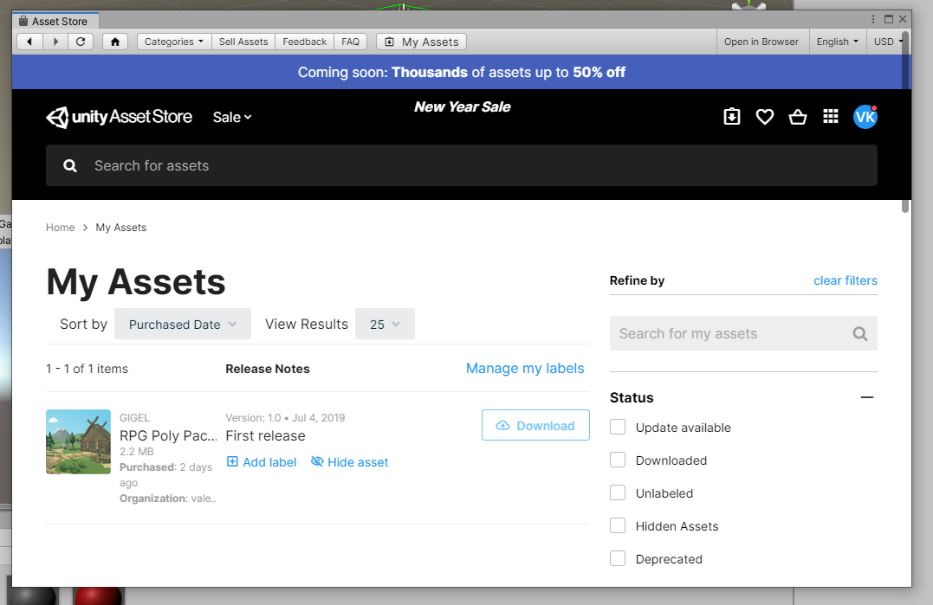 Asset Store
Categories
Sell Assets
Feedback
FAQ
My Assets
Open in Browser
English
USD
Coming soon: Thousands of assets up to 50% off
unity Asset Store
Sale
New Year Sale
VK
Search for assets
Home > My Assets
My Assets
Sort by Purchased Date View Results 25
1 - 1 of 1 items
Release Notes
Manage my labels
GIGEL
RPG Poly Pac...
2.2 MB
Purchased: 2 days
ago
Organization: vale..
Version: 1.0 • Jul 4, 2019
First release
Add label
Hide asset
Download
Refine by
clear filters
Search for my assets
Status
Update available
Downloaded
Unlabeled
Hidden Assets
Deprecated